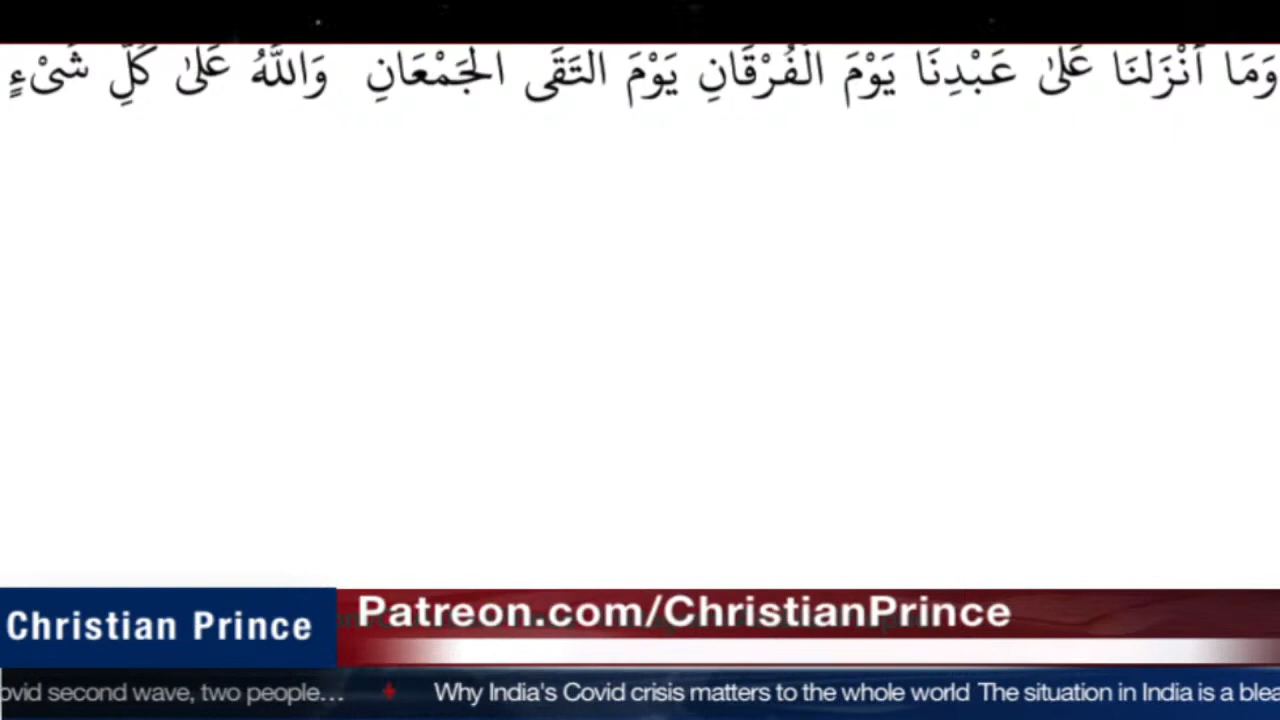 وَمَا أَنْزَلْنَا عَلَىٰ عَبْدِنَا يَوْمَ الْفُرْقَانِ يَوْمَ التَقَى الْجَمْعَانِ وَاللَّهُ عَلَىٰ كُلِّ شَىْءٍ
Christian Prince
Patreon.com/ChristianPrince
ovid second wave, two people... Why India's Covid crisis matters to the whole world The situation in India is a blea